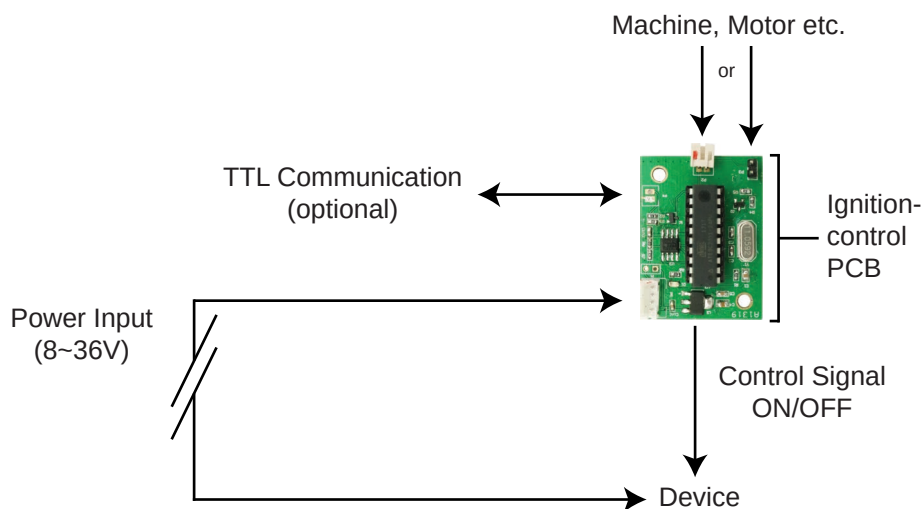 Machine, Motor etc.
or
TTL Communication
(optional)
Ignition-
control
PCB
Power Input
(8~36V)
A1319
Control Signal
ON/OFF
Device